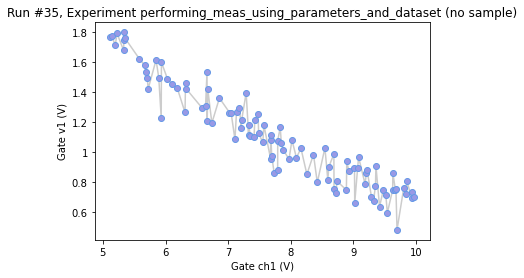 Run #35, Experiment performing_meas_using_parameters_and_dataset (no sample)
1.8
1.6
1.4
1.2
1.0
0.8
0.6
Gate v1 (V)
5 6 7 8 9 10
Gate ch1 (V)